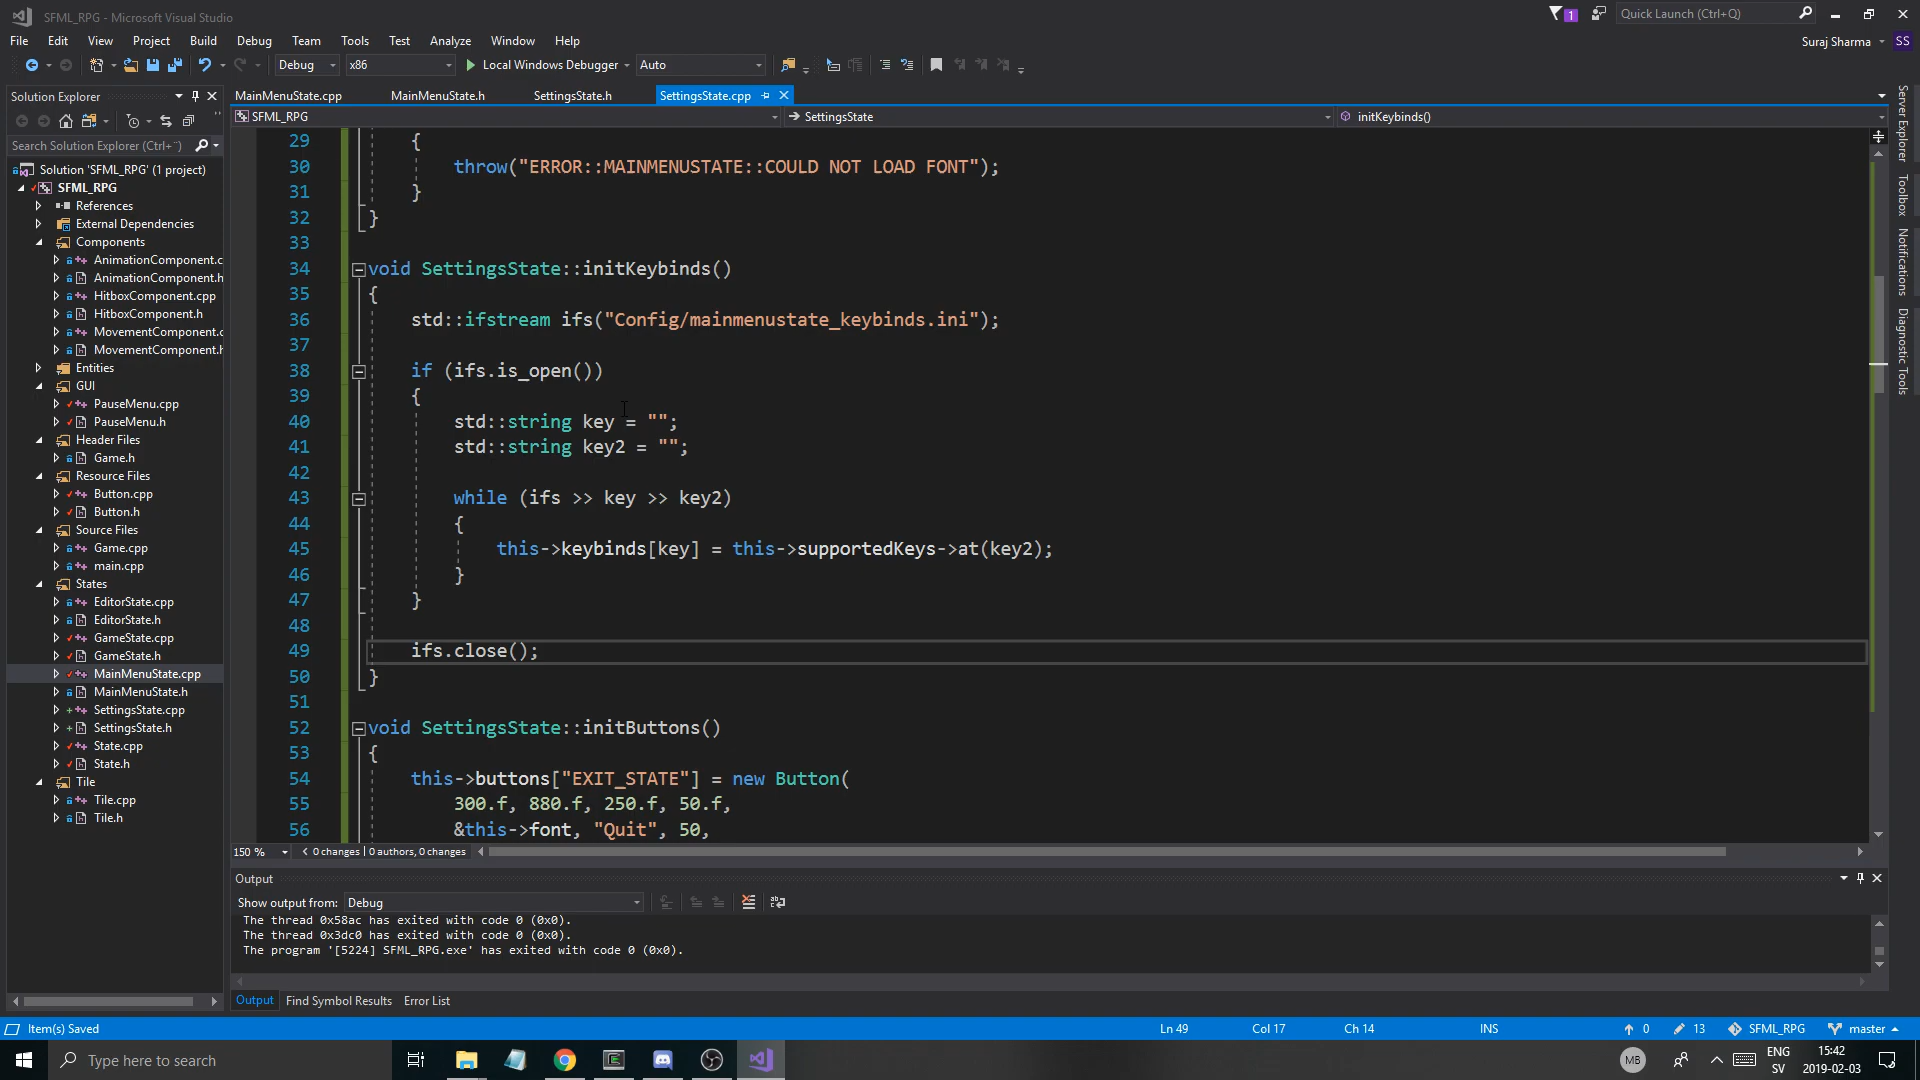 SFML_RPG - Microsoft Visual Studio
1
Quick Launch (Ctrl+Q)
File Edit View Project Build Debug Team Tools Test Analyze Window Help
Suraj Sharma SS
Debug x86 Local Windows Debugger Auto
Solution Explorer
Search Solution Explorer (Ctrl+¨)
Solution 'SFML_RPG' (1 project)
SFML_RPG
References
External Dependencies
Components
AnimationComponent.c
AnimationComponent.h
HitboxComponent.cpp
HitboxComponent.h
MovementComponent.c
MovementComponent.h
Entities
GUI
PauseMenu.cpp
PauseMenu.h
Header Files
Game.h
Resource Files
Button.cpp
Button.h
Source Files
Game.cpp
main.cpp
States
EditorState.cpp
EditorState.h
GameState.cpp
GameState.h
MainMenuState.cpp
MainMenuState.h
SettingsState.cpp
SettingsState.h
State.cpp
State.h
Tile
Tile.cpp
Tile.h
MainMenuState.cpp MainMenuState.h SettingsState.h SettingsState.cpp
SFML_RPG SettingsState initKeybinds()
29 {
30 throw("ERROR::MAINMENUSTATE::COULD NOT LOAD FONT");
31 }
32 }
33
34 void SettingsState::initKeybinds()
35 {
36 std::ifstream ifs("Config/mainmenustate_keybinds.ini");
37
38 if (ifs.is_open())
39 {
40 std::string key = "";
41 std::string key2 = "";
42
43 while (ifs >> key >> key2)
44 {
45 this->keybinds[key] = this->supportedKeys->at(key2);
46 }
47 }
48
49 ifs.close();
50 }
51
52 void SettingsState::initButtons()
53 {
54 this->buttons["EXIT_STATE"] = new Button(
55 300.f, 880.f, 250.f, 50.f,
56 &this->font, "Quit", 50,
150 % 0 changes | 0 authors, 0 changes
Server Explorer
Toolbox
Notifications
Diagnostic Tools
Output
Show output from: Debug
The thread 0x58ac has exited with code 0 (0x0).
The thread 0x3dc0 has exited with code 0 (0x0).
The program '[5224] SFML_RPG.exe' has exited with code 0 (0x0).
Output Find Symbol Results Error List
Item(s) Saved Ln 49 Col 17 Ch 14 INS 0 13 SFML_RPG master
Type here to search
MB
ENG
SV
15:42
2019-02-03